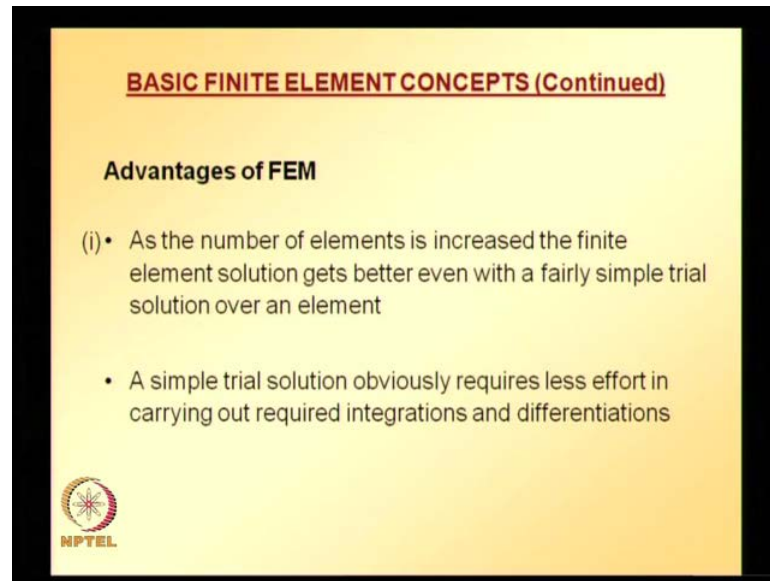 BASIC FINITE ELEMENT CONCEPTS (Continued)
Advantages of FEM
(i) • As the number of elements is increased the finite
element solution gets better even with a fairly simple trial
solution over an element
• A simple trial solution obviously requires less effort in
carrying out required integrations and differentiations
NPTEL